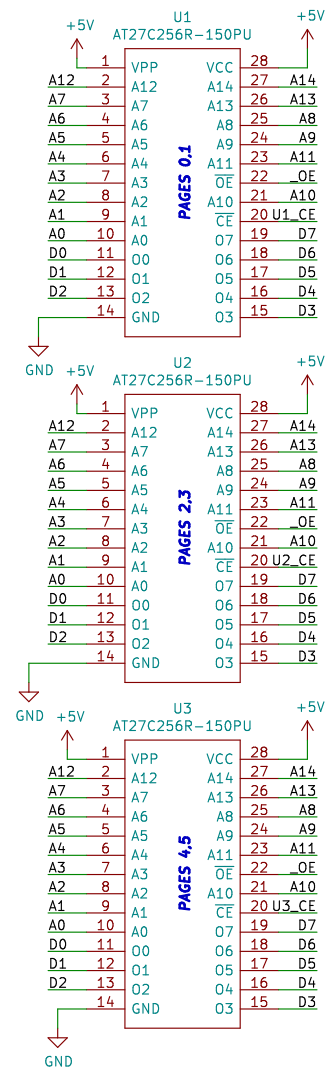 U1
AT27C256R-150PU
+5V +5V
1 VPP VCC 28
A12 2 A12 A14 27 A14
A7 3 A7 A13 26 A13
A6 4 A6 A8 25 A8
A5 5 A5 A9 24 A9
A4 6 A4 A11 23 A11
A3 7 A3 OE 22 _OE
A2 8 A2 A10 21 A10
A1 9 A1 CE 20 U1_CE
A0 10 A0 O7 19 D7
D0 11 O0 O6 18 D6
D1 12 O1 O5 17 D5
D2 13 O2 O4 16 D4
14 GND O3 15 D3
PAGES 0,1
GND
U2
AT27C256R-150PU
+5V +5V
1 VPP VCC 28
A12 2 A12 A14 27 A14
A7 3 A7 A13 26 A13
A6 4 A6 A8 25 A8
A5 5 A5 A9 24 A9
A4 6 A4 A11 23 A11
A3 7 A3 OE 22 _OE
A2 8 A2 A10 21 A10
A1 9 A1 CE 20 U2_CE
A0 10 A0 O7 19 D7
D0 11 O0 O6 18 D6
D1 12 O1 O5 17 D5
D2 13 O2 O4 16 D4
14 GND O3 15 D3
PAGES 2,3
GND
U3
AT27C256R-150PU
+5V +5V
1 VPP VCC 28
A12 2 A12 A14 27 A14
A7 3 A7 A13 26 A13
A6 4 A6 A8 25 A8
A5 5 A5 A9 24 A9
A4 6 A4 A11 23 A11
A3 7 A3 OE 22 _OE
A2 8 A2 A10 21 A10
A1 9 A1 CE 20 U3_CE
A0 10 A0 O7 19 D7
D0 11 O0 O6 18 D6
D1 12 O1 O5 17 D5
D2 13 O2 O4 16 D4
14 GND O3 15 D3
PAGES 4,5
GND